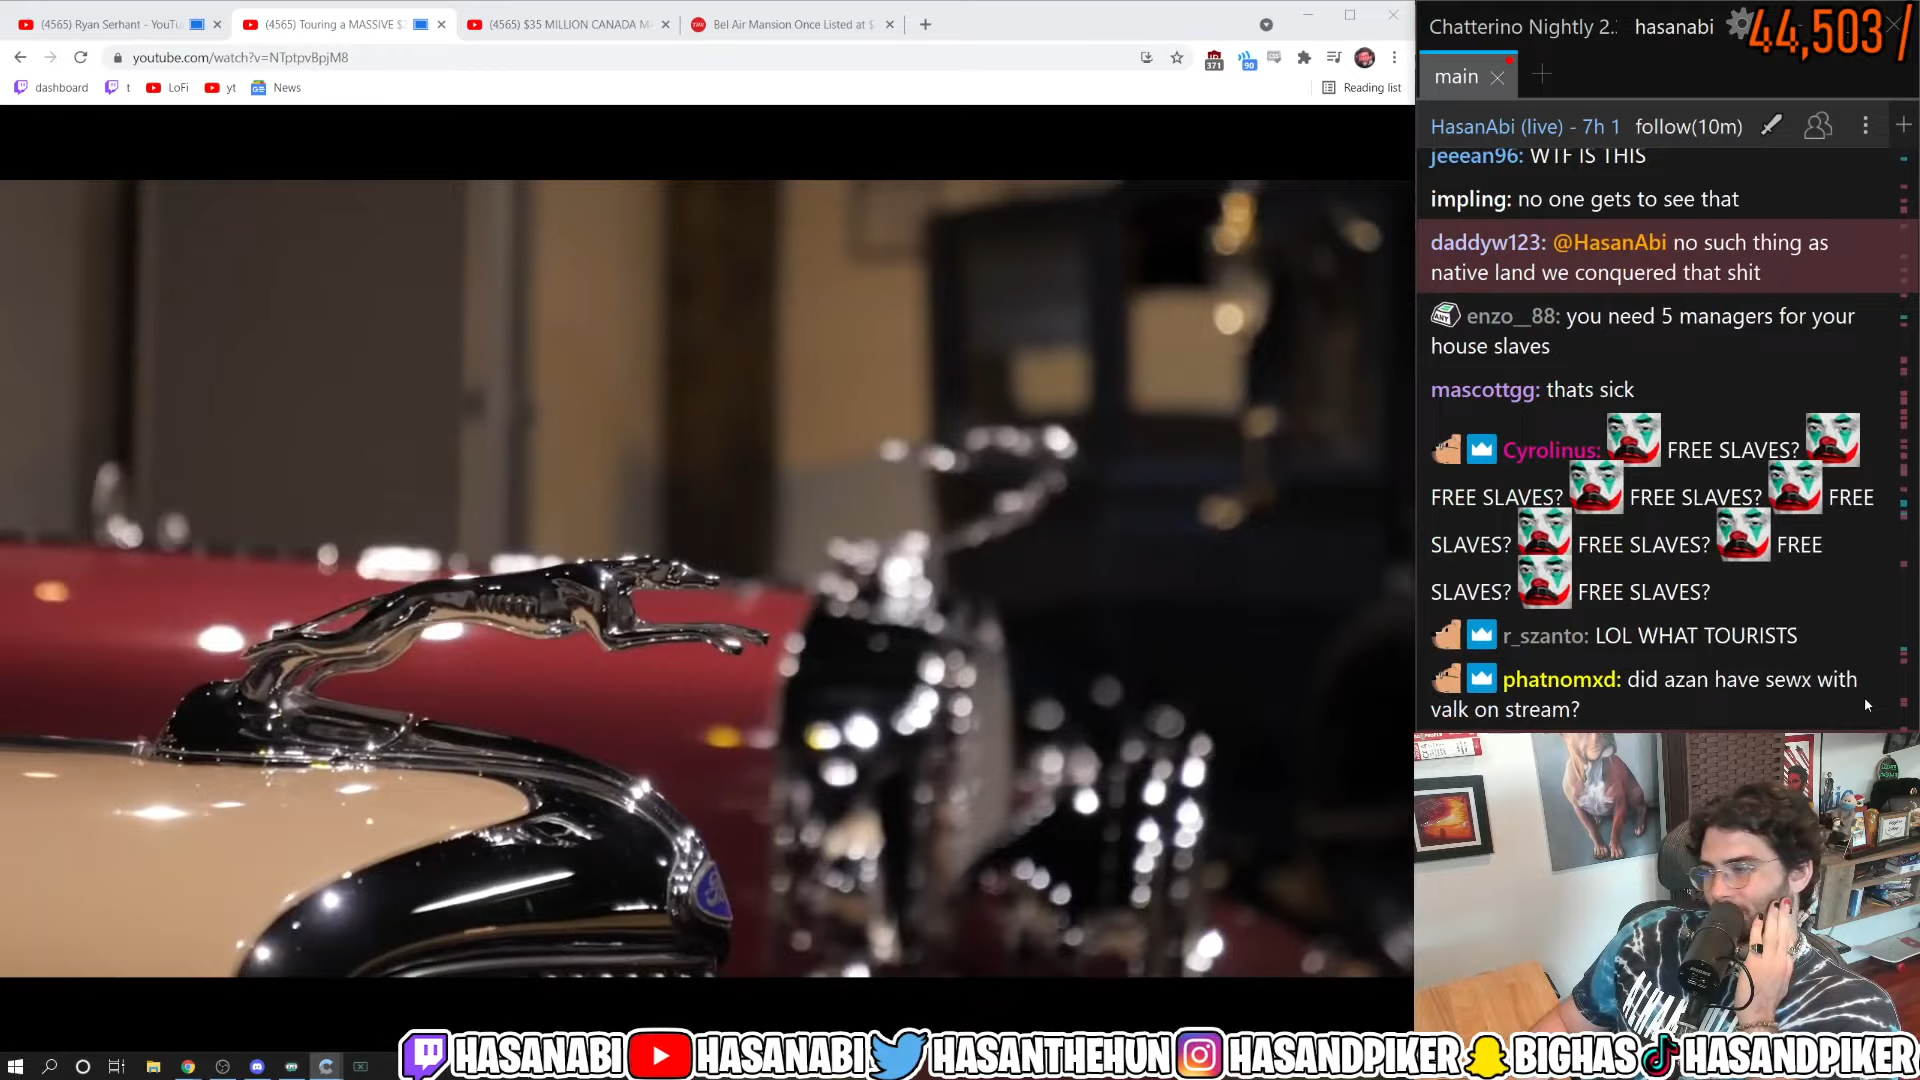 (4565) Ryan Serhant - YouTu
(4565) Touring a MASSIVE $
(4565) $35 MILLION CANADA M
Bel Air Mansion Once Listed at $
youtube.com/watch?v=NTptpvBpjM8
371
90
dashboard
t
LoFi
yt
News
Reading list
Chatterino Nightly 2..
hasanabi
44,503 /
main
HasanAbi (live) - 7h 1
follow(10m)
jeeean96: WTF IS THIS
impling: no one gets to see that
daddyw123: @HasanAbi no such thing as
native land we conquered that shit
ANY
enzo__88: you need 5 managers for your
house slaves
mascottgg: thats sick
Cyrolinus: FREE SLAVES?
FREE SLAVES? FREE SLAVES? FREE
SLAVES? FREE SLAVES? FREE
SLAVES? FREE SLAVES?
r_szanto: LOL WHAT TOURISTS
phatnomxd: did azan have sewx with
valk on stream?
HASANABI HASANABI HASANTHEHUN HASANDPIKER BIGHAS HASANDPIKER